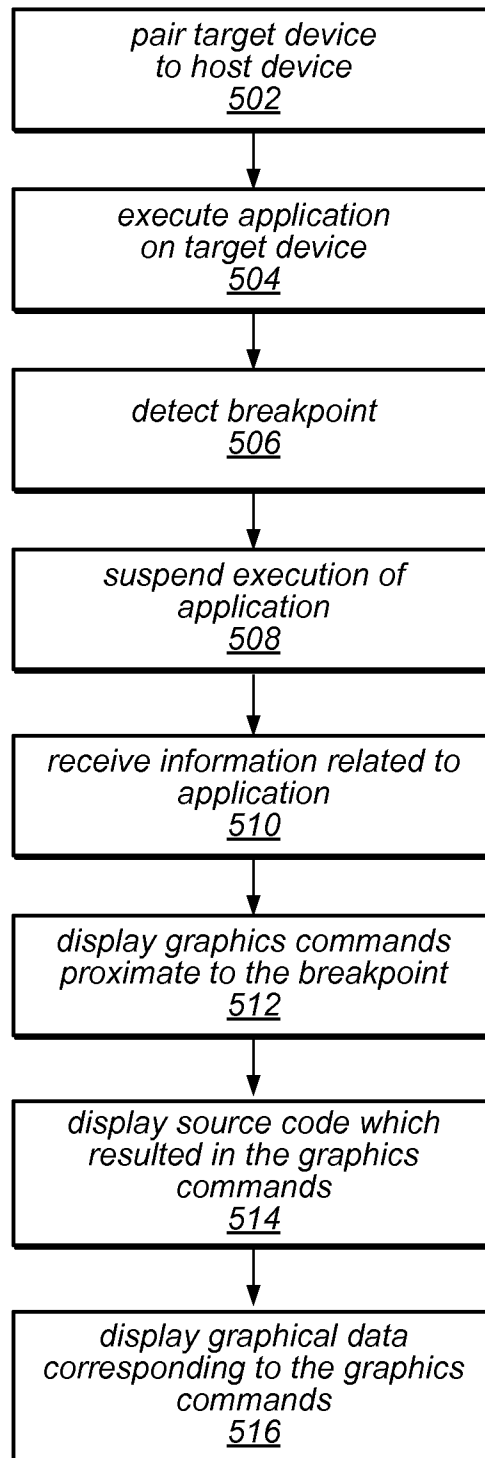 pair target device
to host device
502
execute application
on target device
504
detect breakpoint
506
suspend execution of
application
508
receive information related to
application
510
display graphics commands
proximate to the breakpoint
512
display source code which
resulted in the graphics
commands
514
display graphical data
corresponding to the graphics
commands
516